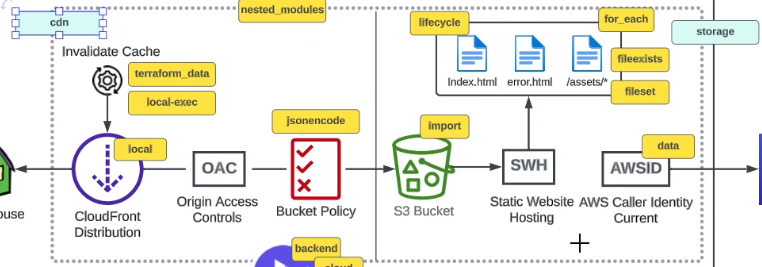 nested_modules
cdn
lifecycle
for_each
storage
Invalidate Cache
terraform_data
fileexists
Index.html
error.html
/assets/*
local-exec
fileset
jsonencode
import
local
data
OAC
SWH
AWSID
Origin Access
Controls
Bucket Policy
S3 Bucket
Static Website
Hosting
AWS Caller Identity
Current
ouse
CloudFront
Distribution
backend
cloud